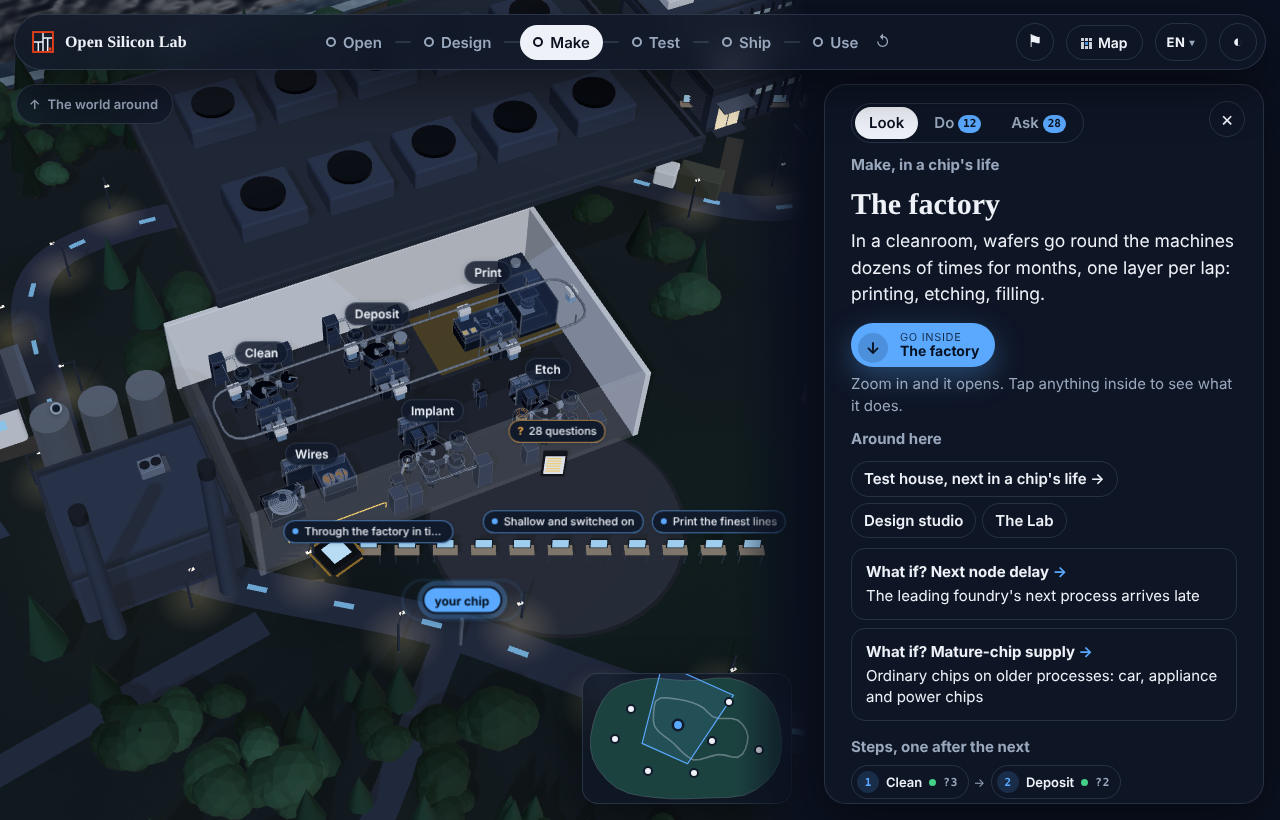 Open Silicon Lab
Open
Design
Make
Test
Ship
Use
Map
EN
The world around
Print
Deposit
Clean
Etch
Implant
? 28 questions
Wires
Through the factory in ti...
Shallow and switched on
Print the finest lines
your chip
Look
Do 12
Ask 28
Make, in a chip's life
The factory
In a cleanroom, wafers go round the machines
dozens of times for months, one layer per lap:
printing, etching, filling.
GO INSIDE
The factory
Zoom in and it opens. Tap anything inside to see what
it does.
Around here
Test house, next in a chip's life →
Design studio
The Lab
What if? Next node delay →
The leading foundry's next process arrives late
What if? Mature-chip supply →
Ordinary chips on older processes: car, appliance
and power chips
Steps, one after the next
1 Clean ?3 → 2 Deposit ?2